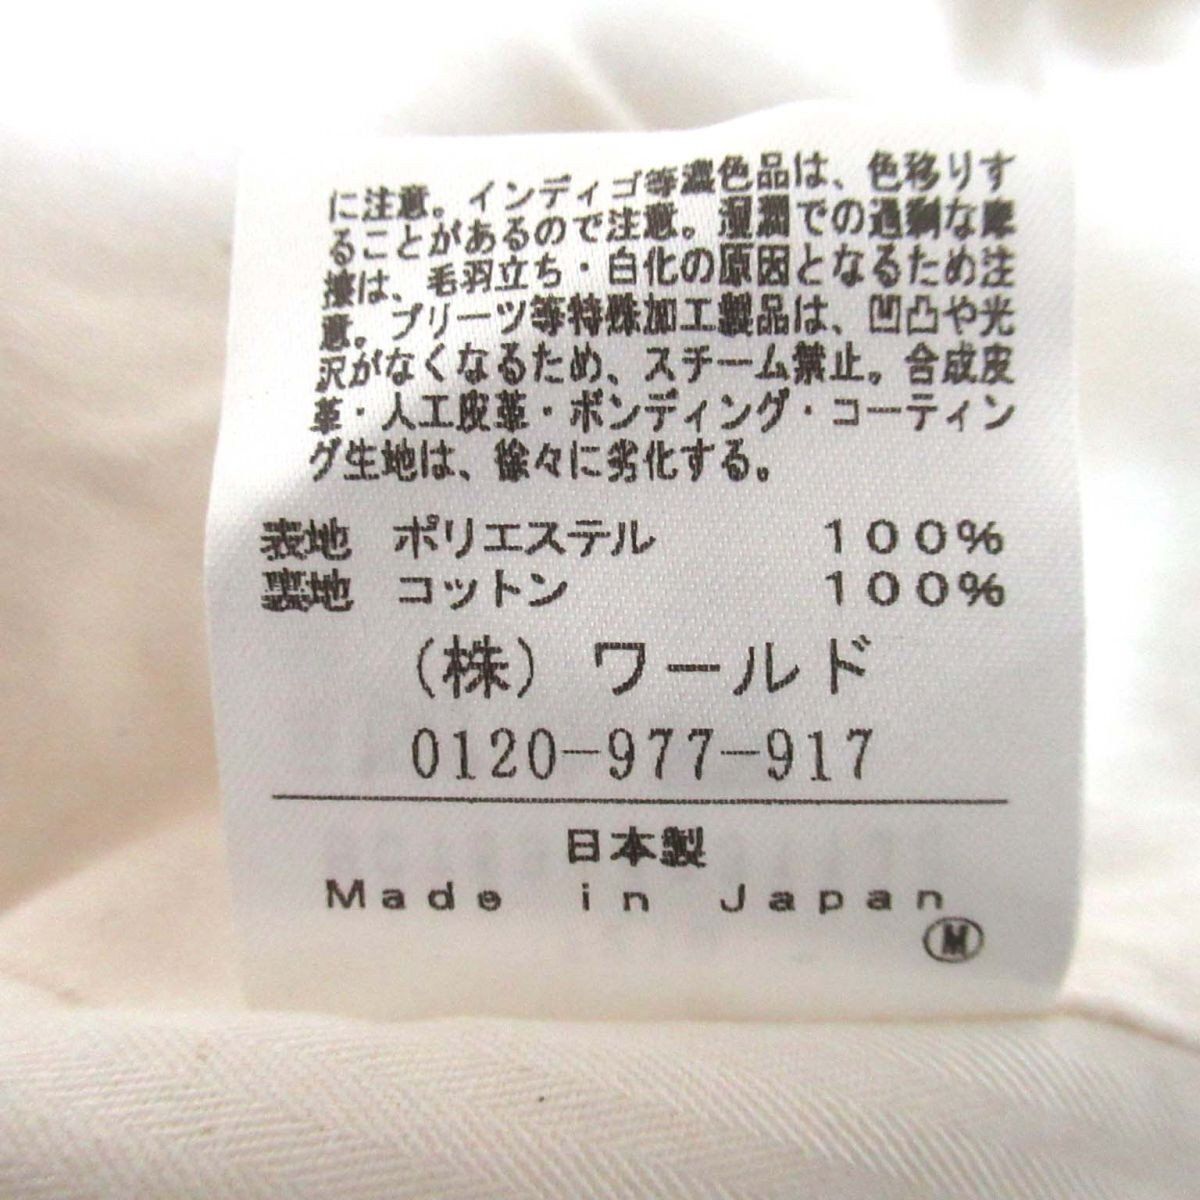 に注意。インディゴ等濃色品は、色移りす
ることがあるので注意。湿潤での過剰な摩
擦は、毛羽立ち・白化の原因となるため注
意。プリーツ等特殊加工製品は、凹凸や光
沢がなくなるため、スチーム禁止。合成皮
革・人工皮革・ボンディング・コーティン
グ生地は、徐々に劣化する。
表地 ポリエステル 100%
裏地 コットン 100%
(株) ワールド
0120-977-917
日本製
Made in Japan
M